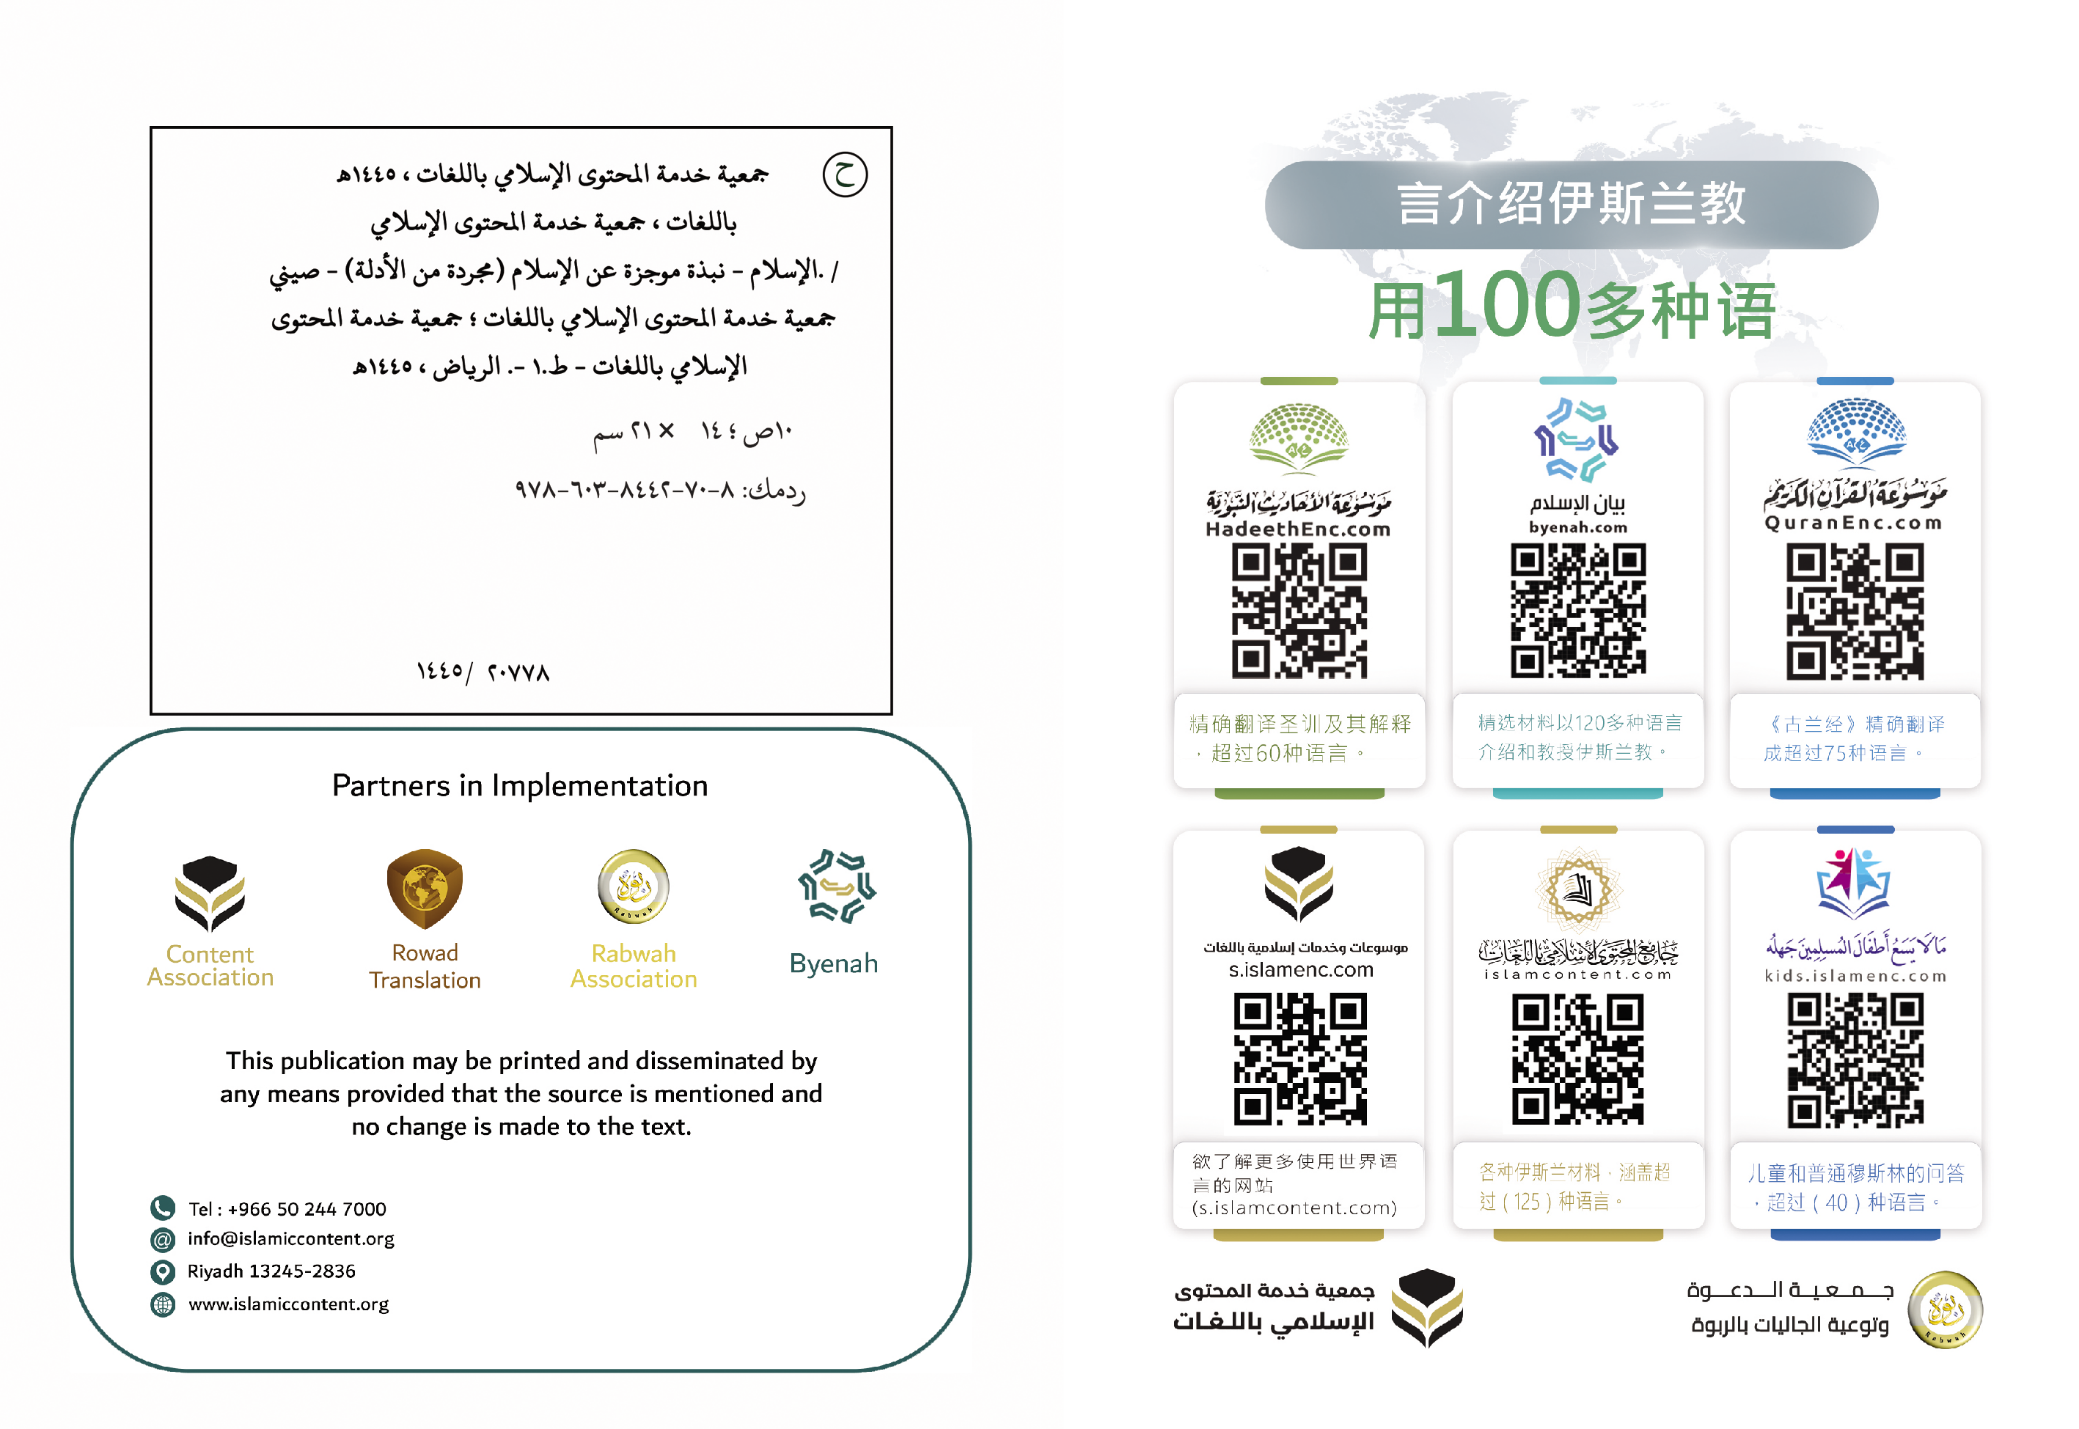 ح
جمعية خدمة المحتوى الإسلامي باللغات ، ١٤٤٥هـ
باللغات ، جمعية خدمة المحتوى الإسلامي
/ .الإسلام – نبذة موجزة عن الإسلام (مجردة من الأدلة) – صيني
جمعية خدمة المحتوى الإسلامي باللغات ؛ جمعية خدمة المحتوى
الإسلامي باللغات – ط.١ –. الرياض ، ١٤٤٥هـ
١٠ص ؛ ١٤ × ٢١ سم
ردمك: ٨-٧٠-٨٤٤٢-٦٠٣-٩٧٨
١٤٤٥/ ٢٠٧٧٨
Partners in Implementation
Content
Association
Rowad
Translation
Rabwah
Rabwah
Association
Byenah
This publication may be printed and disseminated by
any means provided that the source is mentioned and
no change is made to the text.
Tel : +966 50 244 7000
info@islamiccontent.org
Riyadh 13245-2836
www.islamiccontent.org
言介绍伊斯兰教
用100多种语
موسوعة الأحاديث النبوية
HadeethEnc.com
精确翻译圣训及其解释
，超过60种语言。
بيان الإسلام
byenah.com
精选材料以120多种语言
介绍和教授伊斯兰教。
موسوعة القرآن الكريم
QuranEnc.com
《古兰经》精确翻译
成超过75种语言。
موسوعات وخدمات إسلامية باللغات
s.islamenc.com
欲了解更多使用世界语
言的网站
(s.islamcontent.com)
جامع المحتوى الإسلامي باللغات
islamcontent.com
各种伊斯兰材料，涵盖超
过（125）种语言。
مَا لَا يَسَعُ أَطْفَالَ المُسْلِمِينَ جَهْلُهُ
kids.islamenc.com
儿童和普通穆斯林的问答
，超过（40）种语言。
جمعية خدمة المحتوى
الإسلامي باللغات
جـمـعـيـة الـدعـوة
وتوعية الجاليات بالربوة
Rabwah